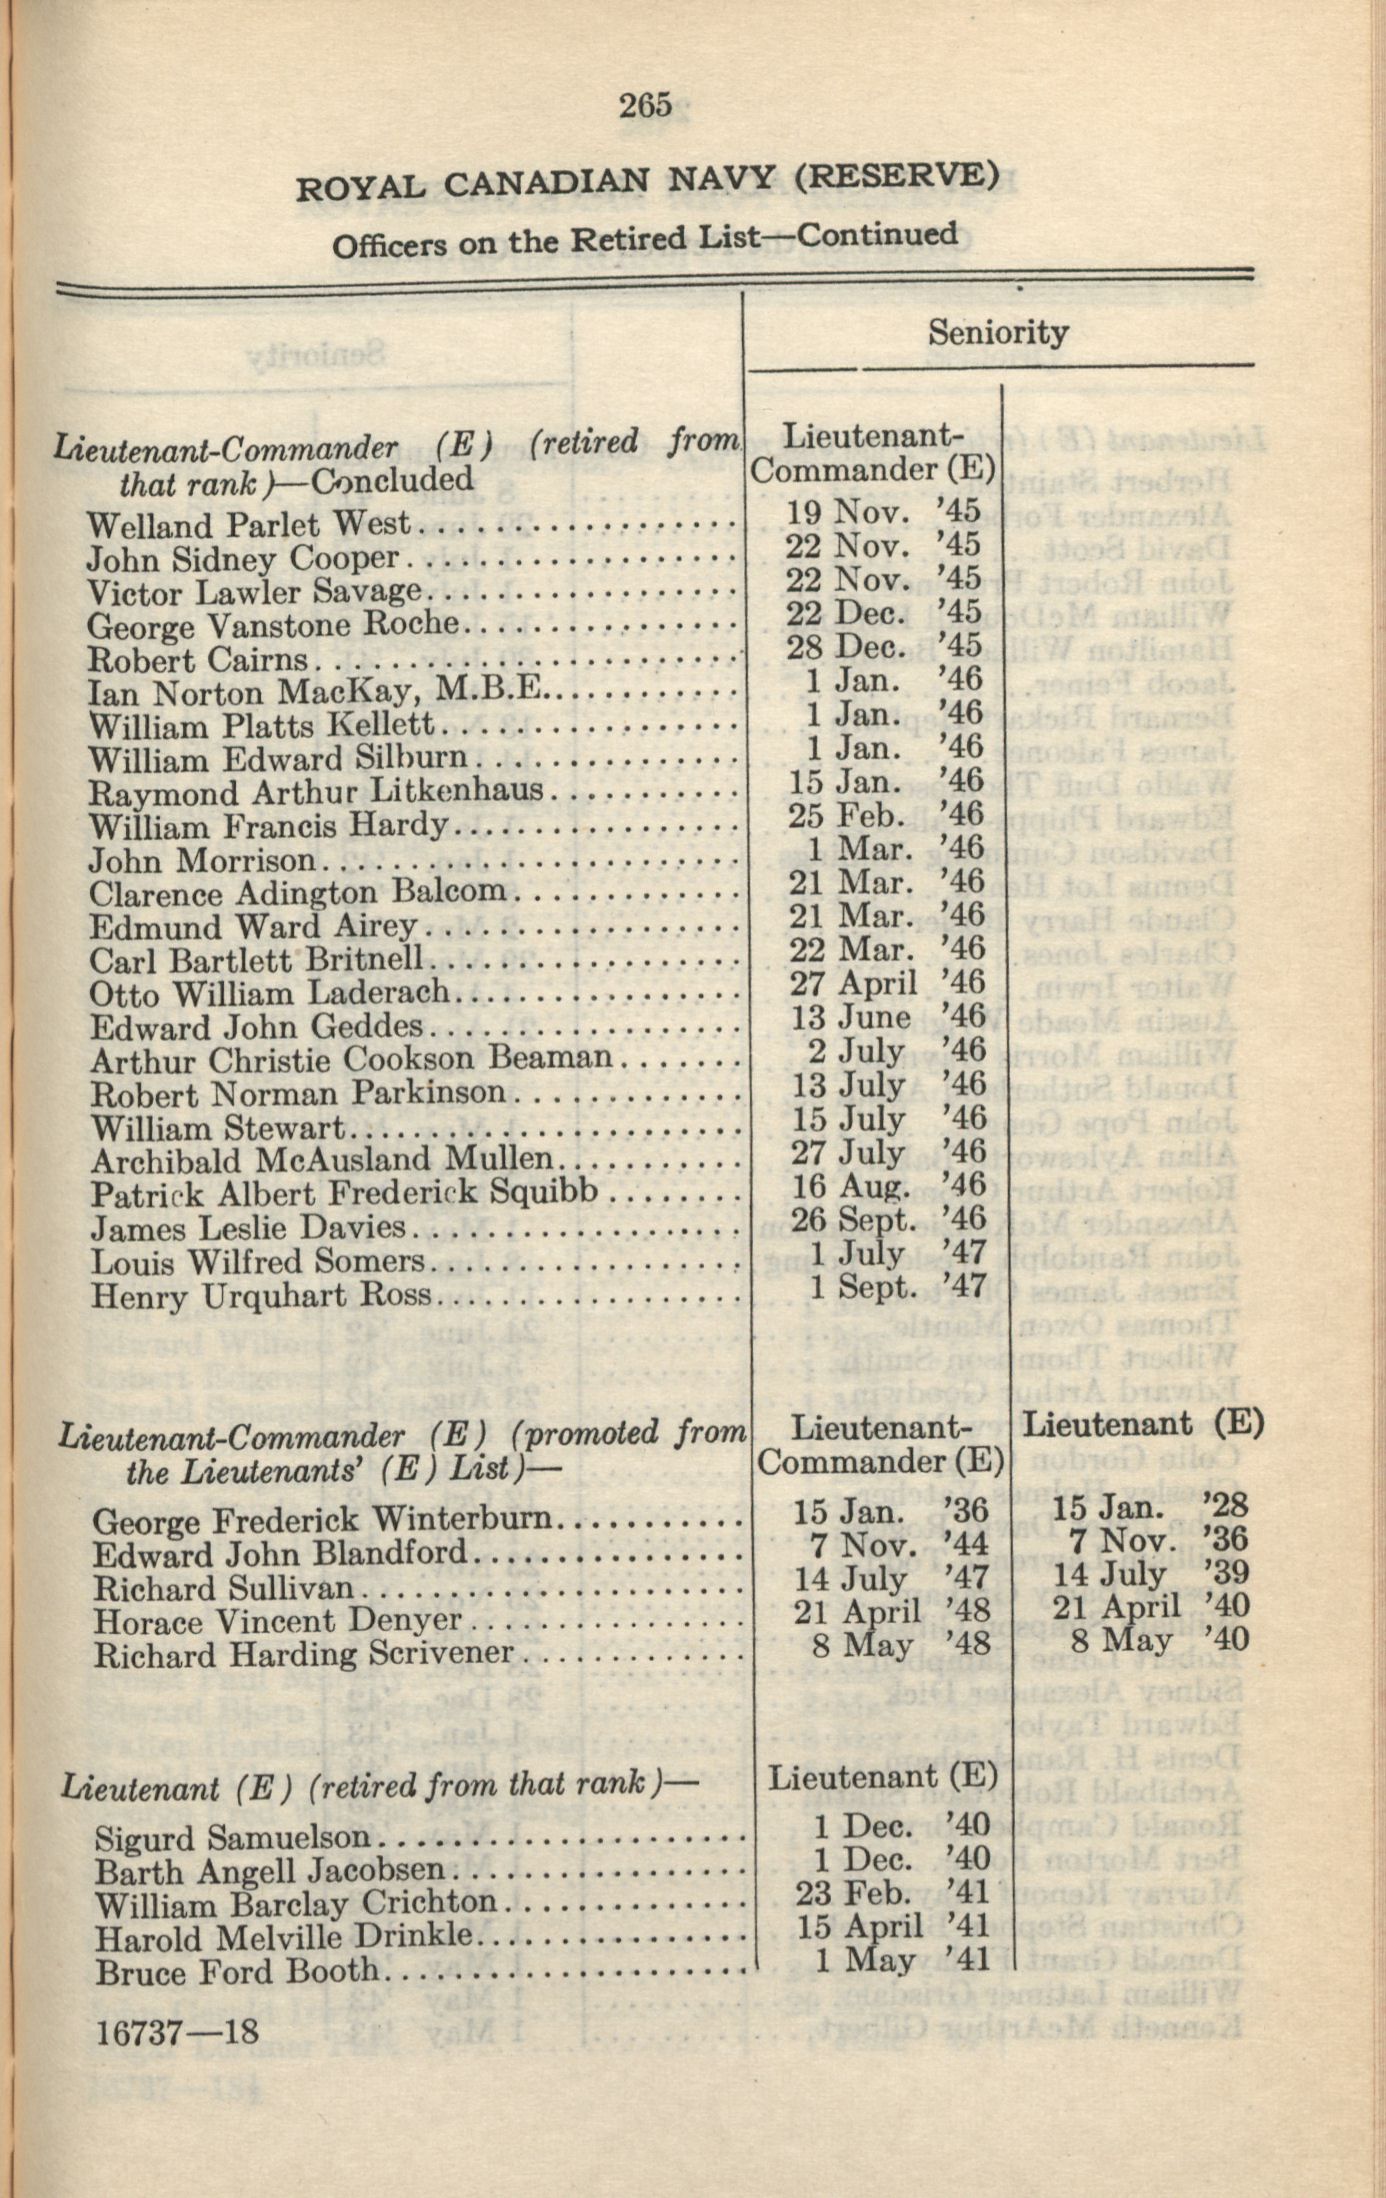 265
ROYAL CANADIAN NAVY (RESERVE)
Officers on the Retired List—Continued
Seniority
Lieutenant-Commander (E) (retired from that rank)—Concluded
Lieutenant-Commander (E)
Welland Parlet West 19 Nov. '45
John Sidney Cooper 22 Nov. '45
Victor Lawler Savage 22 Nov. '45
George Vanstone Roche 22 Dec. '45
Robert Cairns 28 Dec. '45
Ian Norton MacKay, M.B.E. 1 Jan. '46
William Platts Kellett 1 Jan. '46
William Edward Silburn 1 Jan. '46
Raymond Arthur Litkenhaus 15 Jan. '46
William Francis Hardy 25 Feb. '46
John Morrison 1 Mar. '46
Clarence Adington Balcom 21 Mar. '46
Edmund Ward Airey 21 Mar. '46
Carl Bartlett Britnell 22 Mar. '46
Otto William Laderach 27 April '46
Edward John Geddes 13 June '46
Arthur Christie Cookson Beaman 2 July '46
Robert Norman Parkinson 13 July '46
William Stewart 15 July '46
Archibald McAusland Mullen 27 July '46
Patrick Albert Frederick Squibb 16 Aug. '46
James Leslie Davies 26 Sept. '46
Louis Wilfred Somers 1 July '47
Henry Urquhart Ross 1 Sept. '47
Lieutenant-Commander (E) (promoted from the Lieutenants' (E) List)—
Lieutenant-Commander (E) Lieutenant (E)
George Frederick Winterburn 15 Jan. '36 15 Jan. '28
Edward John Blandford 7 Nov. '44 7 Nov. '36
Richard Sullivan 14 July '47 14 July '39
Horace Vincent Denyer 21 April '48 21 April '40
Richard Harding Scrivener 8 May '48 8 May '40
Lieutenant (E) (retired from that rank)— Lieutenant (E)
Sigurd Samuelson 1 Dec. '40
Barth Angell Jacobsen 1 Dec. '40
William Barclay Crichton 23 Feb. '41
Harold Melville Drinkle 15 April '41
Bruce Ford Booth 1 May '41
16737—18